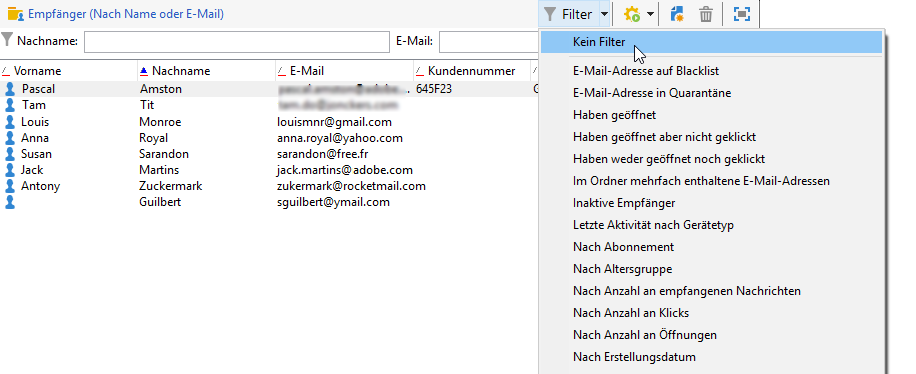 Empfänger (Nach Name oder E-Mail)
Filter
Nachname:
E-Mail:
Vorname Nachname E-Mail Kundennummer
Pascal Amston 645F23
Tam Tit
Louis Monroe louismnr@gmail.com
Anna Royal anna.royal@yahoo.com
Susan Sarandon sarandon@free.fr
Jack Martins jack.martins@adobe.com
Antony Zuckermark zukermark@rocketmail.com
Guilbert sguilbert@ymail.com
Kein Filter
E-Mail-Adresse auf Blacklist
E-Mail-Adresse in Quarantäne
Haben geöffnet
Haben geöffnet aber nicht geklickt
Haben weder geöffnet noch geklickt
Im Ordner mehrfach enthaltene E-Mail-Adressen
Inaktive Empfänger
Letzte Aktivität nach Gerätetyp
Nach Abonnement
Nach Altersgruppe
Nach Anzahl an empfangenen Nachrichten
Nach Anzahl an Klicks
Nach Anzahl an Öffnungen
Nach Erstellungsdatum